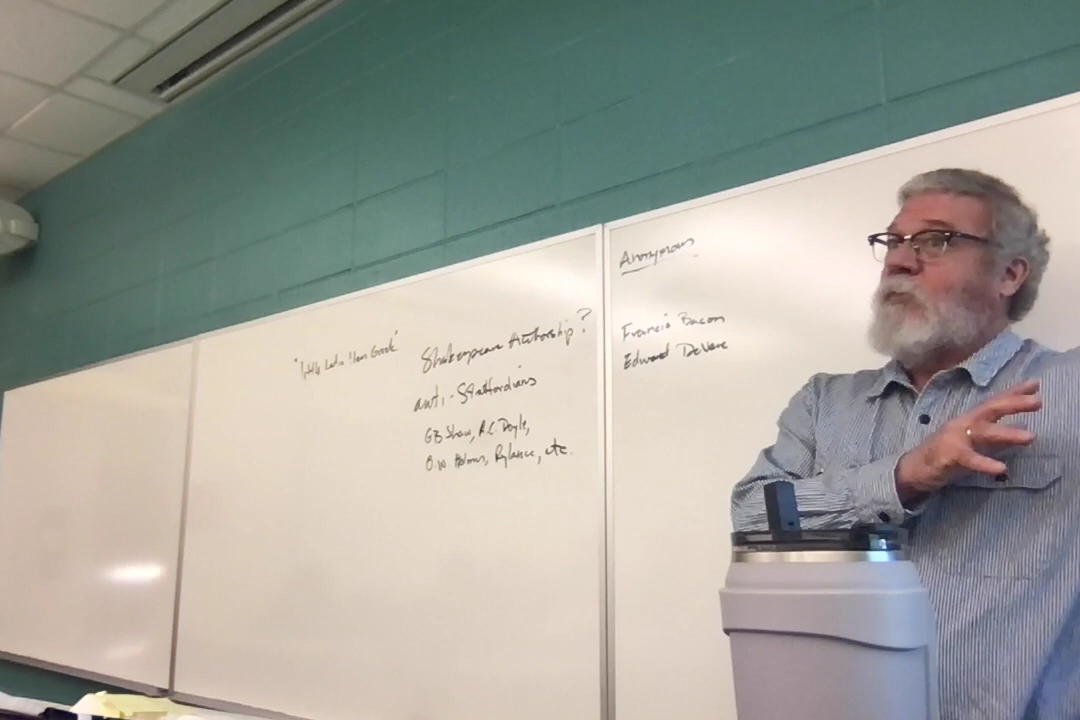 "little Latin less Greek"
Shakespeare Authorship?
anti-Stratfordians
GB Shaw, A.C. Doyle,
O.W. Holmes, Rylance, etc.
Anonymous
Francis Bacon
Edward DeVere